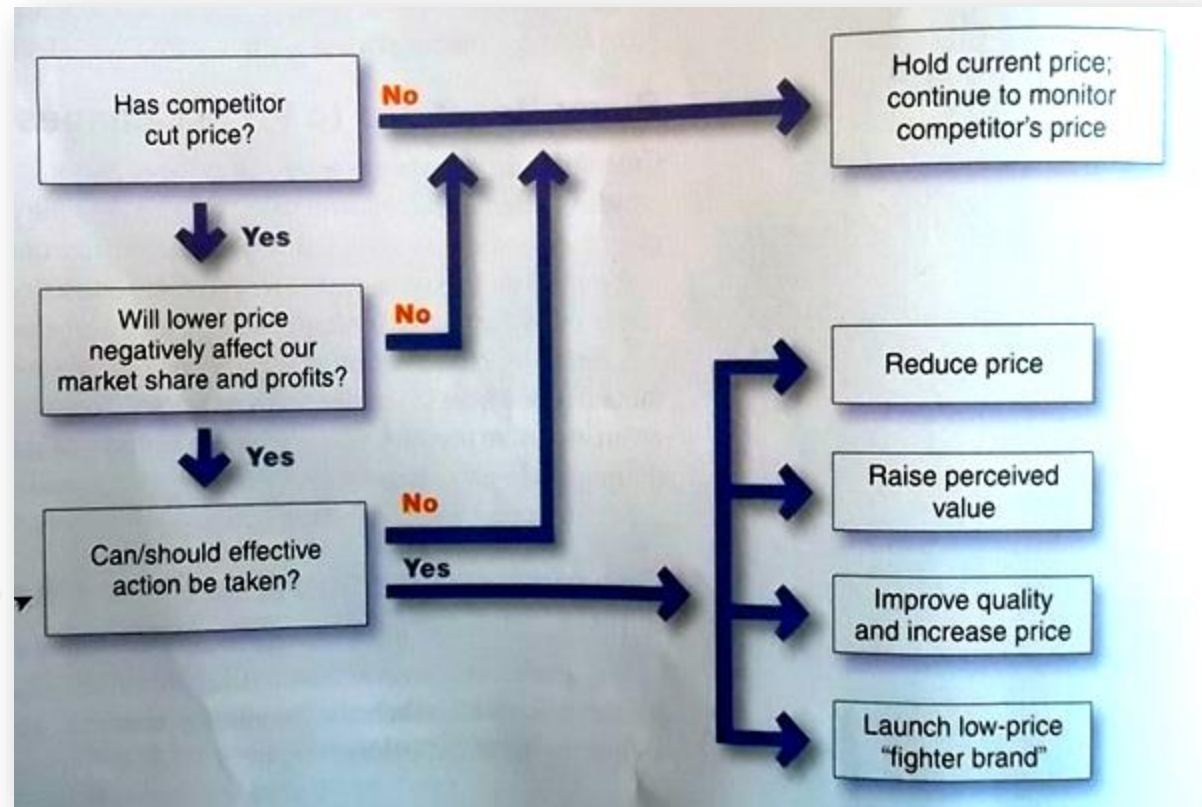 Has competitor
cut price?
No
Hold current price;
continue to monitor
competitor's price
Yes
Will lower price
negatively affect our
market share and profits?
No
Yes
Can/should effective
action be taken?
No
Yes
Reduce price
Raise perceived
value
Improve quality
and increase price
Launch low-price
“fighter brand”